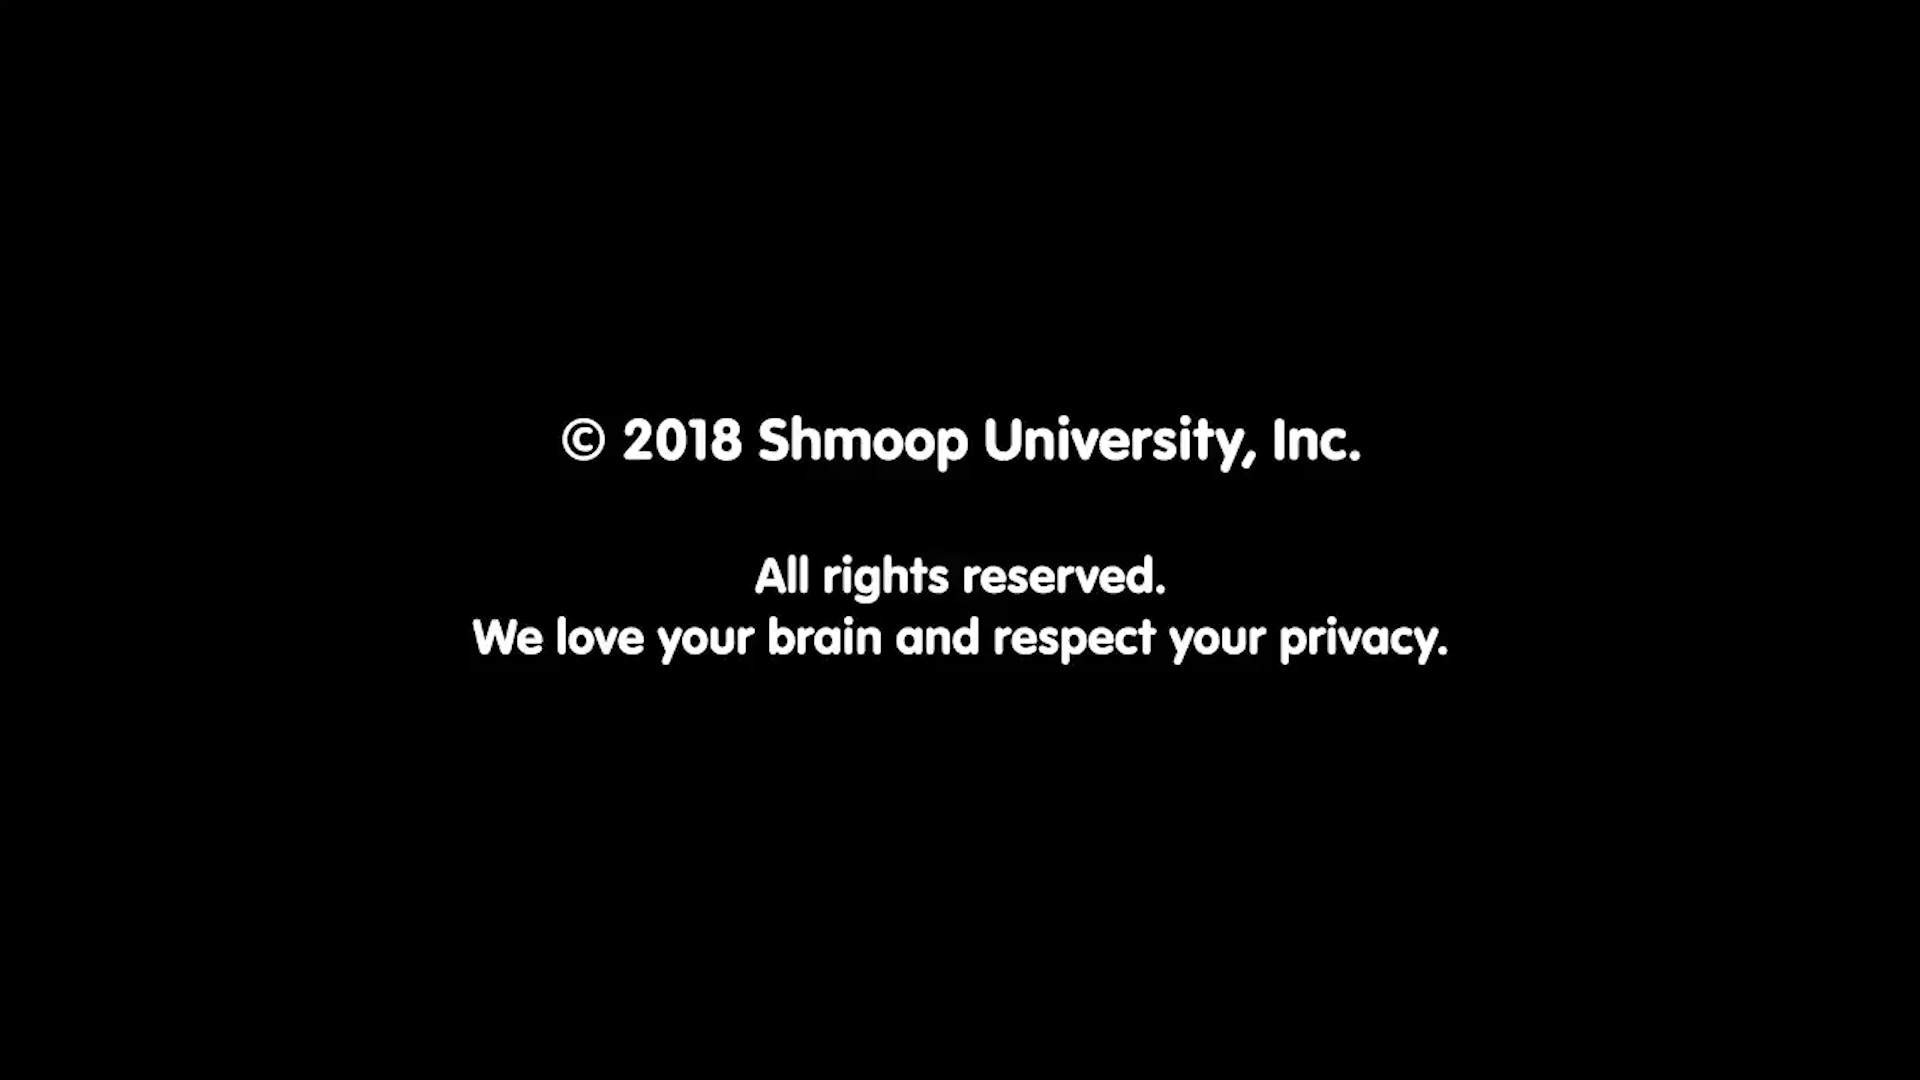 © 2018 Shmoop University, Inc.
All rights reserved.
We love your brain and respect your privacy.